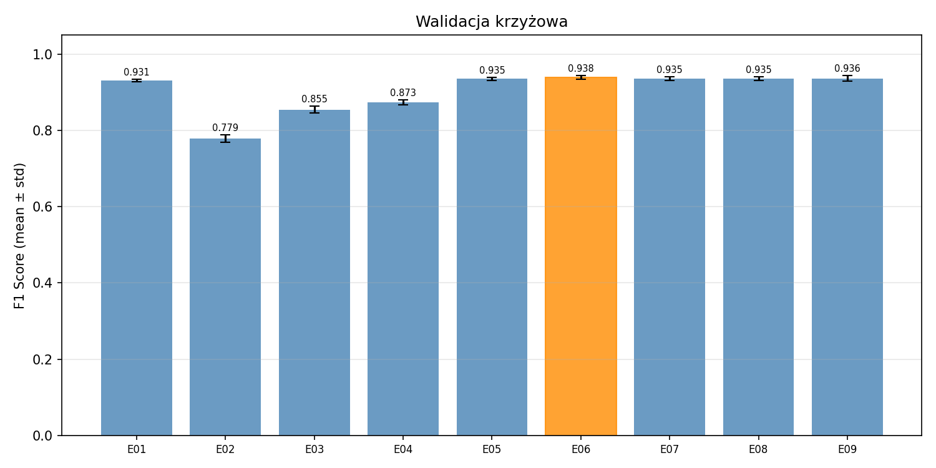 Walidacja krzyżowa
F1 Score (mean ± std)
1.0
0.8
0.6
0.4
0.2
0.0
0.931
0.779
0.855
0.873
0.935
0.938
0.935
0.935
0.936
E01
E02
E03
E04
E05
E06
E07
E08
E09